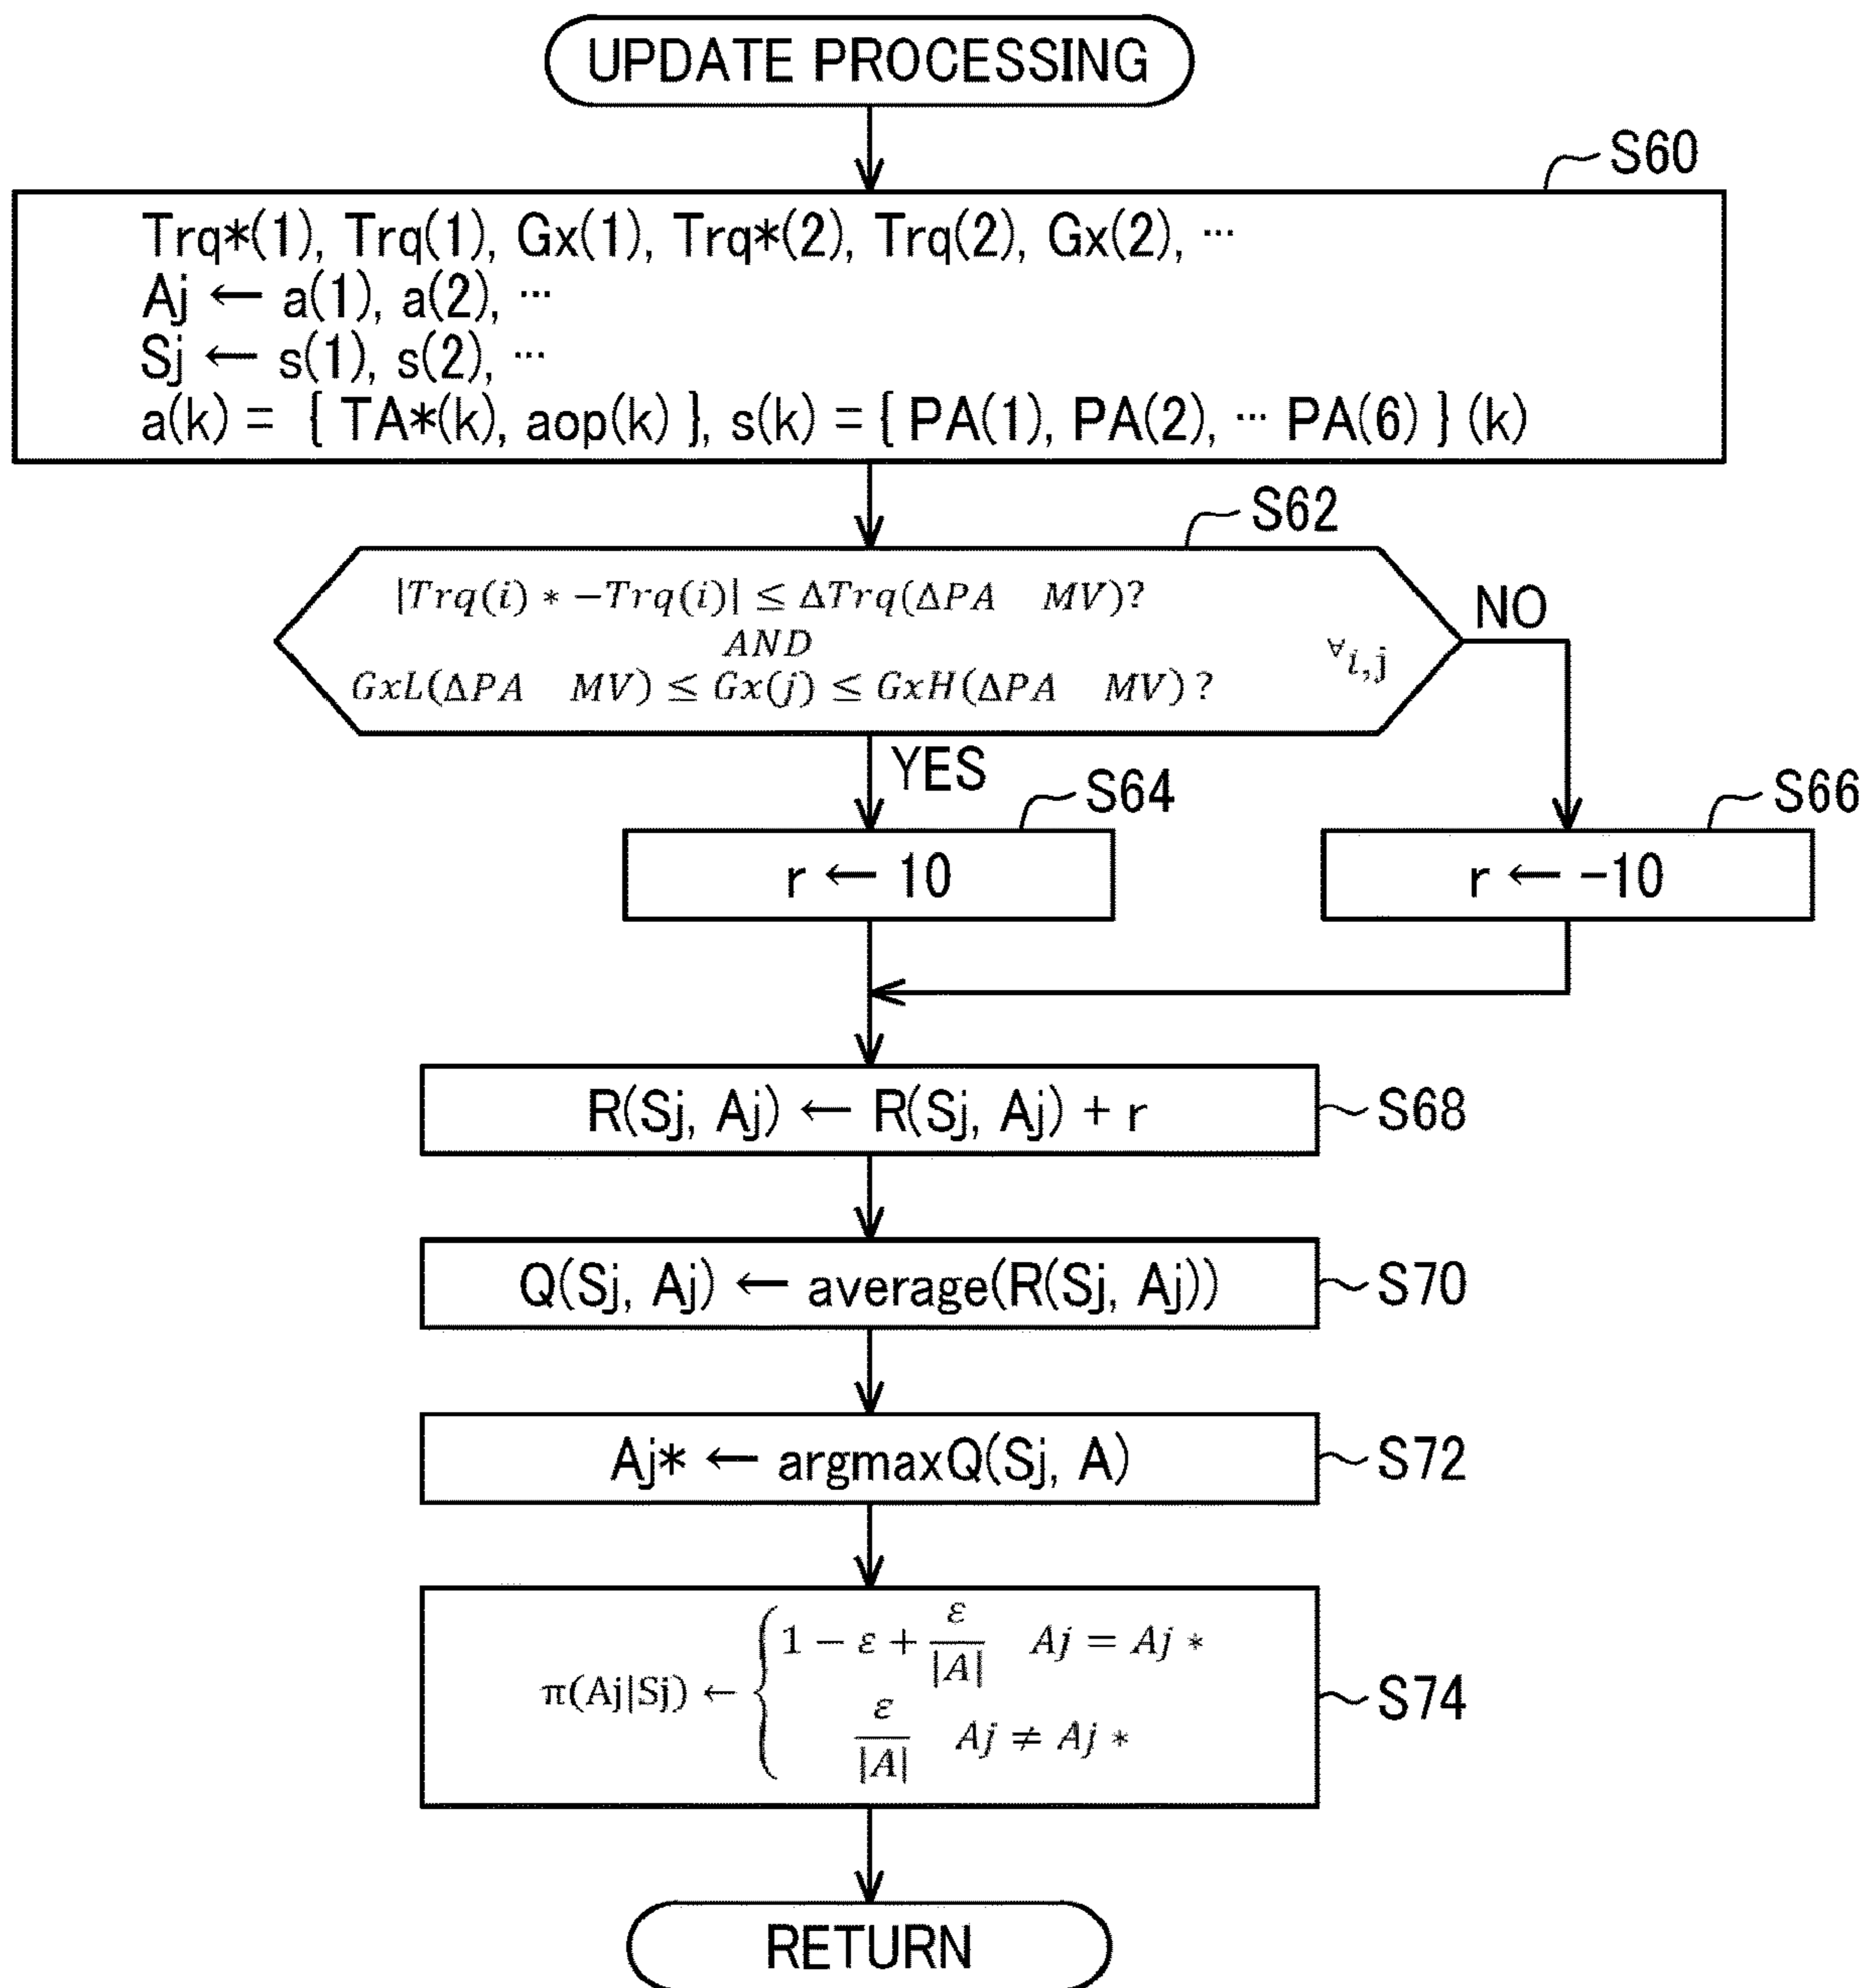 UPDATE PROCESSING
S60
Trq*(1), Trq(1), Gx(1), Trq*(2), Trq(2), Gx(2), ···
Aj ← a(1), a(2), ···
Sj ← s(1), s(2), ···
a(k) = { TA*(k), aop(k) }, s(k) = { PA(1), PA(2), ··· PA(6) } (k)
S62
|Trq(i) * −Trq(i)| ≤ ΔTrq(ΔPA MV)?
AND
∀i,j
GxL(ΔPA MV) ≤ Gx(j) ≤ GxH(ΔPA MV) ?
NO
YES
S64
r ← 10
S66
r ← -10
R(Sj, Aj) ← R(Sj, Aj) + r
S68
Q(Sj, Aj) ← average(R(Sj, Aj))
S70
Aj* ← argmaxQ(Sj, A)
S72
π(Aj|Sj) ← { 1 − ε + ε/|A| Aj = Aj *
ε/|A| Aj ≠ Aj *
S74
RETURN